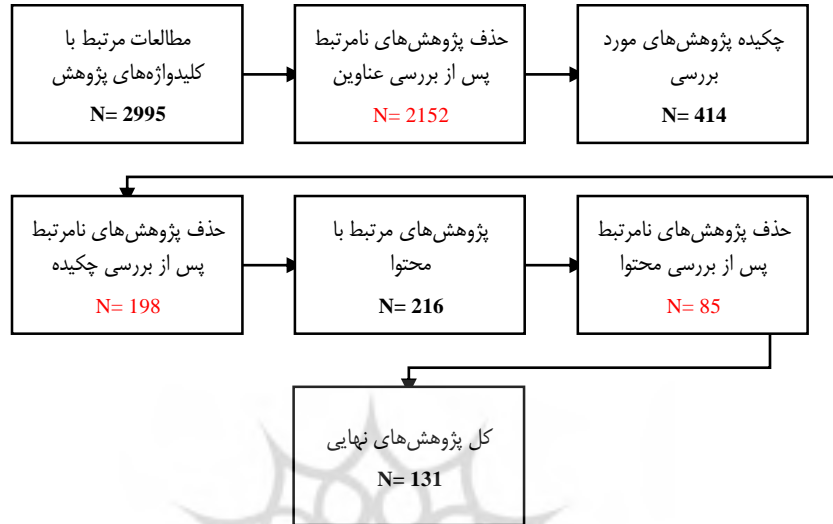 مطالعات مرتبط با
کلیدواژه‌های پژوهش
N= 2995
حذف پژوهش‌های نامرتبط
پس از بررسی عناوین
N= 2152
چکیده پژوهش‌های مورد
بررسی
N= 414
حذف پژوهش‌های نامرتبط
پس از بررسی چکیده
N= 198
پژوهش‌های مرتبط با
محتوا
N= 216
حذف پژوهش‌های نامرتبط
پس از بررسی محتوا
N= 85
کل پژوهش‌های نهایی
N= 131